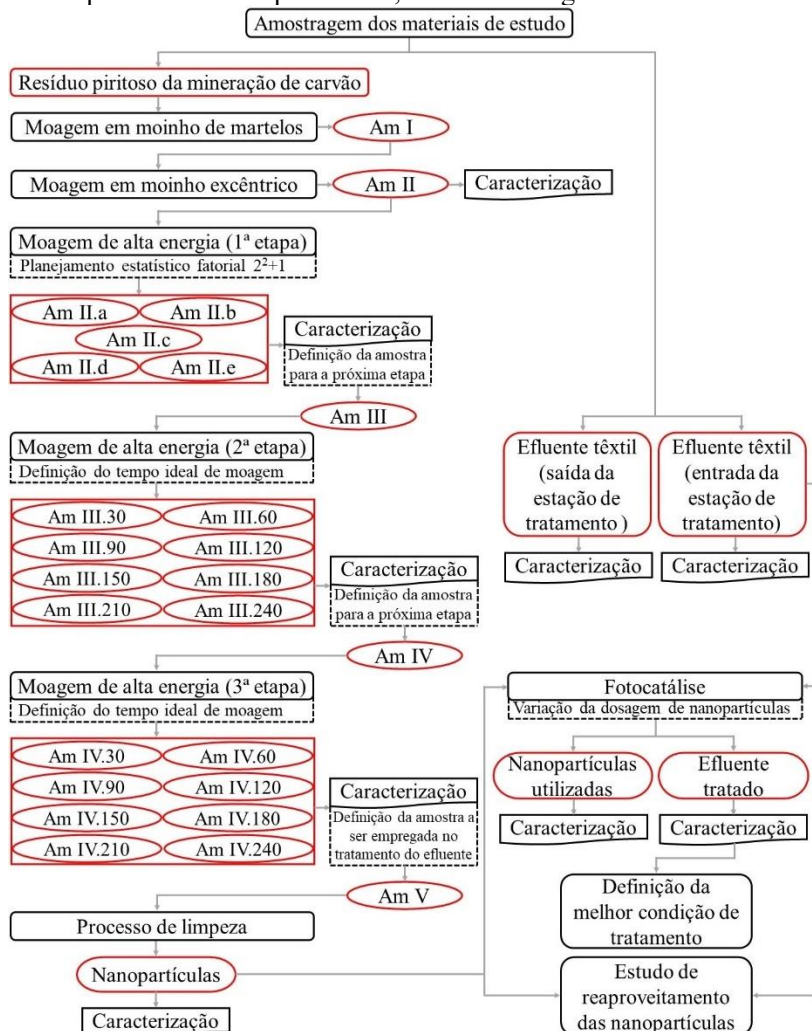 Amostragem dos materiais de estudo
Resíduo piritoso da mineração de carvão
Moagem em moinho de martelos
Am I
Moagem em moinho excêntrico
Am II
Caracterização
Moagem de alta energia (1ª etapa)
Planejamento estatístico fatorial 2²+1
Am II.a
Am II.b
Am II.c
Am II.d
Am II.e
Caracterização
Definição da amostra
para a próxima etapa
Am III
Moagem de alta energia (2ª etapa)
Definição do tempo ideal de moagem
Am III.30
Am III.60
Am III.90
Am III.120
Am III.150
Am III.180
Am III.210
Am III.240
Caracterização
Definição da amostra
para a próxima etapa
Am IV
Moagem de alta energia (3ª etapa)
Definição do tempo ideal de moagem
Am IV.30
Am IV.60
Am IV.90
Am IV.120
Am IV.150
Am IV.180
Am IV.210
Am IV.240
Caracterização
Definição da amostra a
ser empregada no
tratamento do efluente
Am V
Processo de limpeza
Nanopartículas
Caracterização
Efluente têxtil
(saída da
estação de
tratamento )
Caracterização
Efluente têxtil
(entrada da
estação de
tratamento)
Caracterização
Fotocatálise
Variação da dosagem de nanopartículas
Nanopartículas
utilizadas
Caracterização
Efluente
tratado
Caracterização
Definição da
melhor condição de
tratamento
Estudo de
reaproveitamento
das nanopartículas